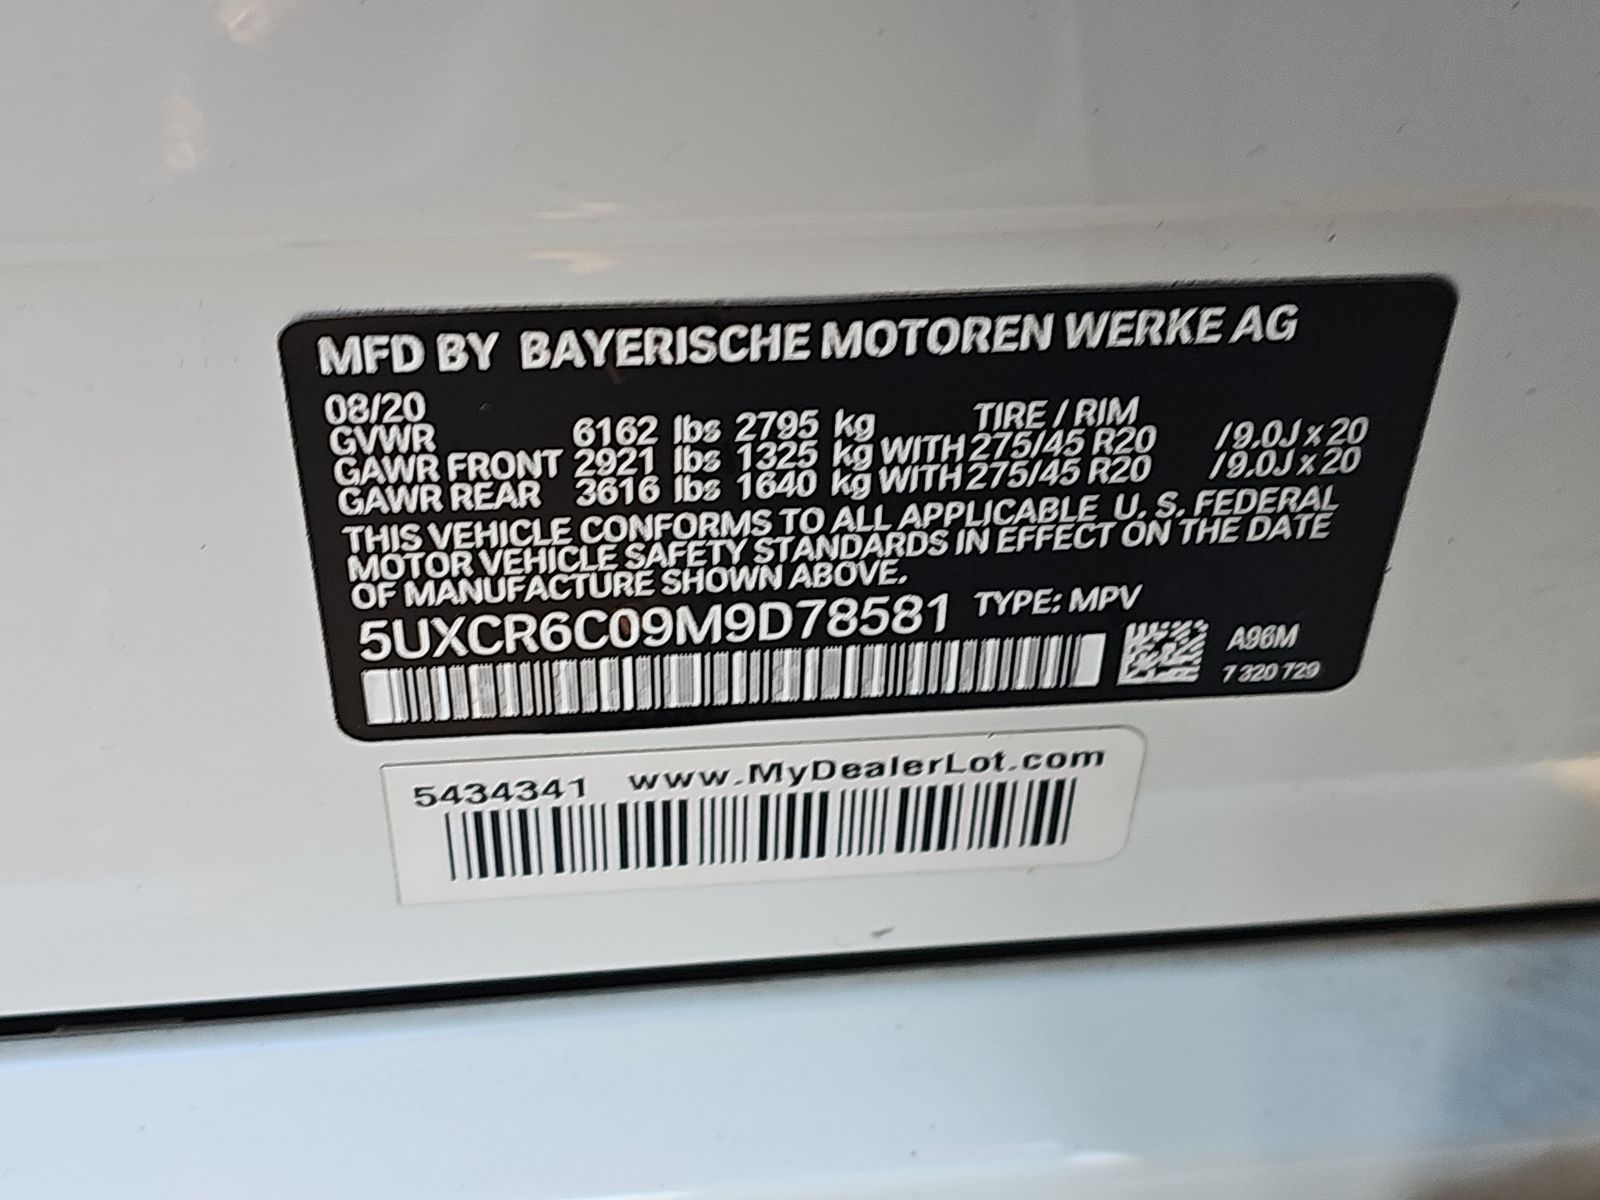 MFD BY BAYERISCHE MOTOREN WERKE AG
08/20 TIRE / RIM
GVWR 6162 lbs 2795 kg
GAWR FRONT 2921 lbs 1325 kg WITH 275/45 R20 /9.0J x 20
GAWR REAR 3616 lbs 1640 kg WITH 275/45 R20 /9.0J x 20
THIS VEHICLE CONFORMS TO ALL APPLICABLE U. S. FEDERAL
MOTOR VEHICLE SAFETY STANDARDS IN EFFECT ON THE DATE
OF MANUFACTURE SHOWN ABOVE.
5UXCR6C09M9D78581 TYPE: MPV
A96M
7 320 729
5434341 www.MyDealerLot.com